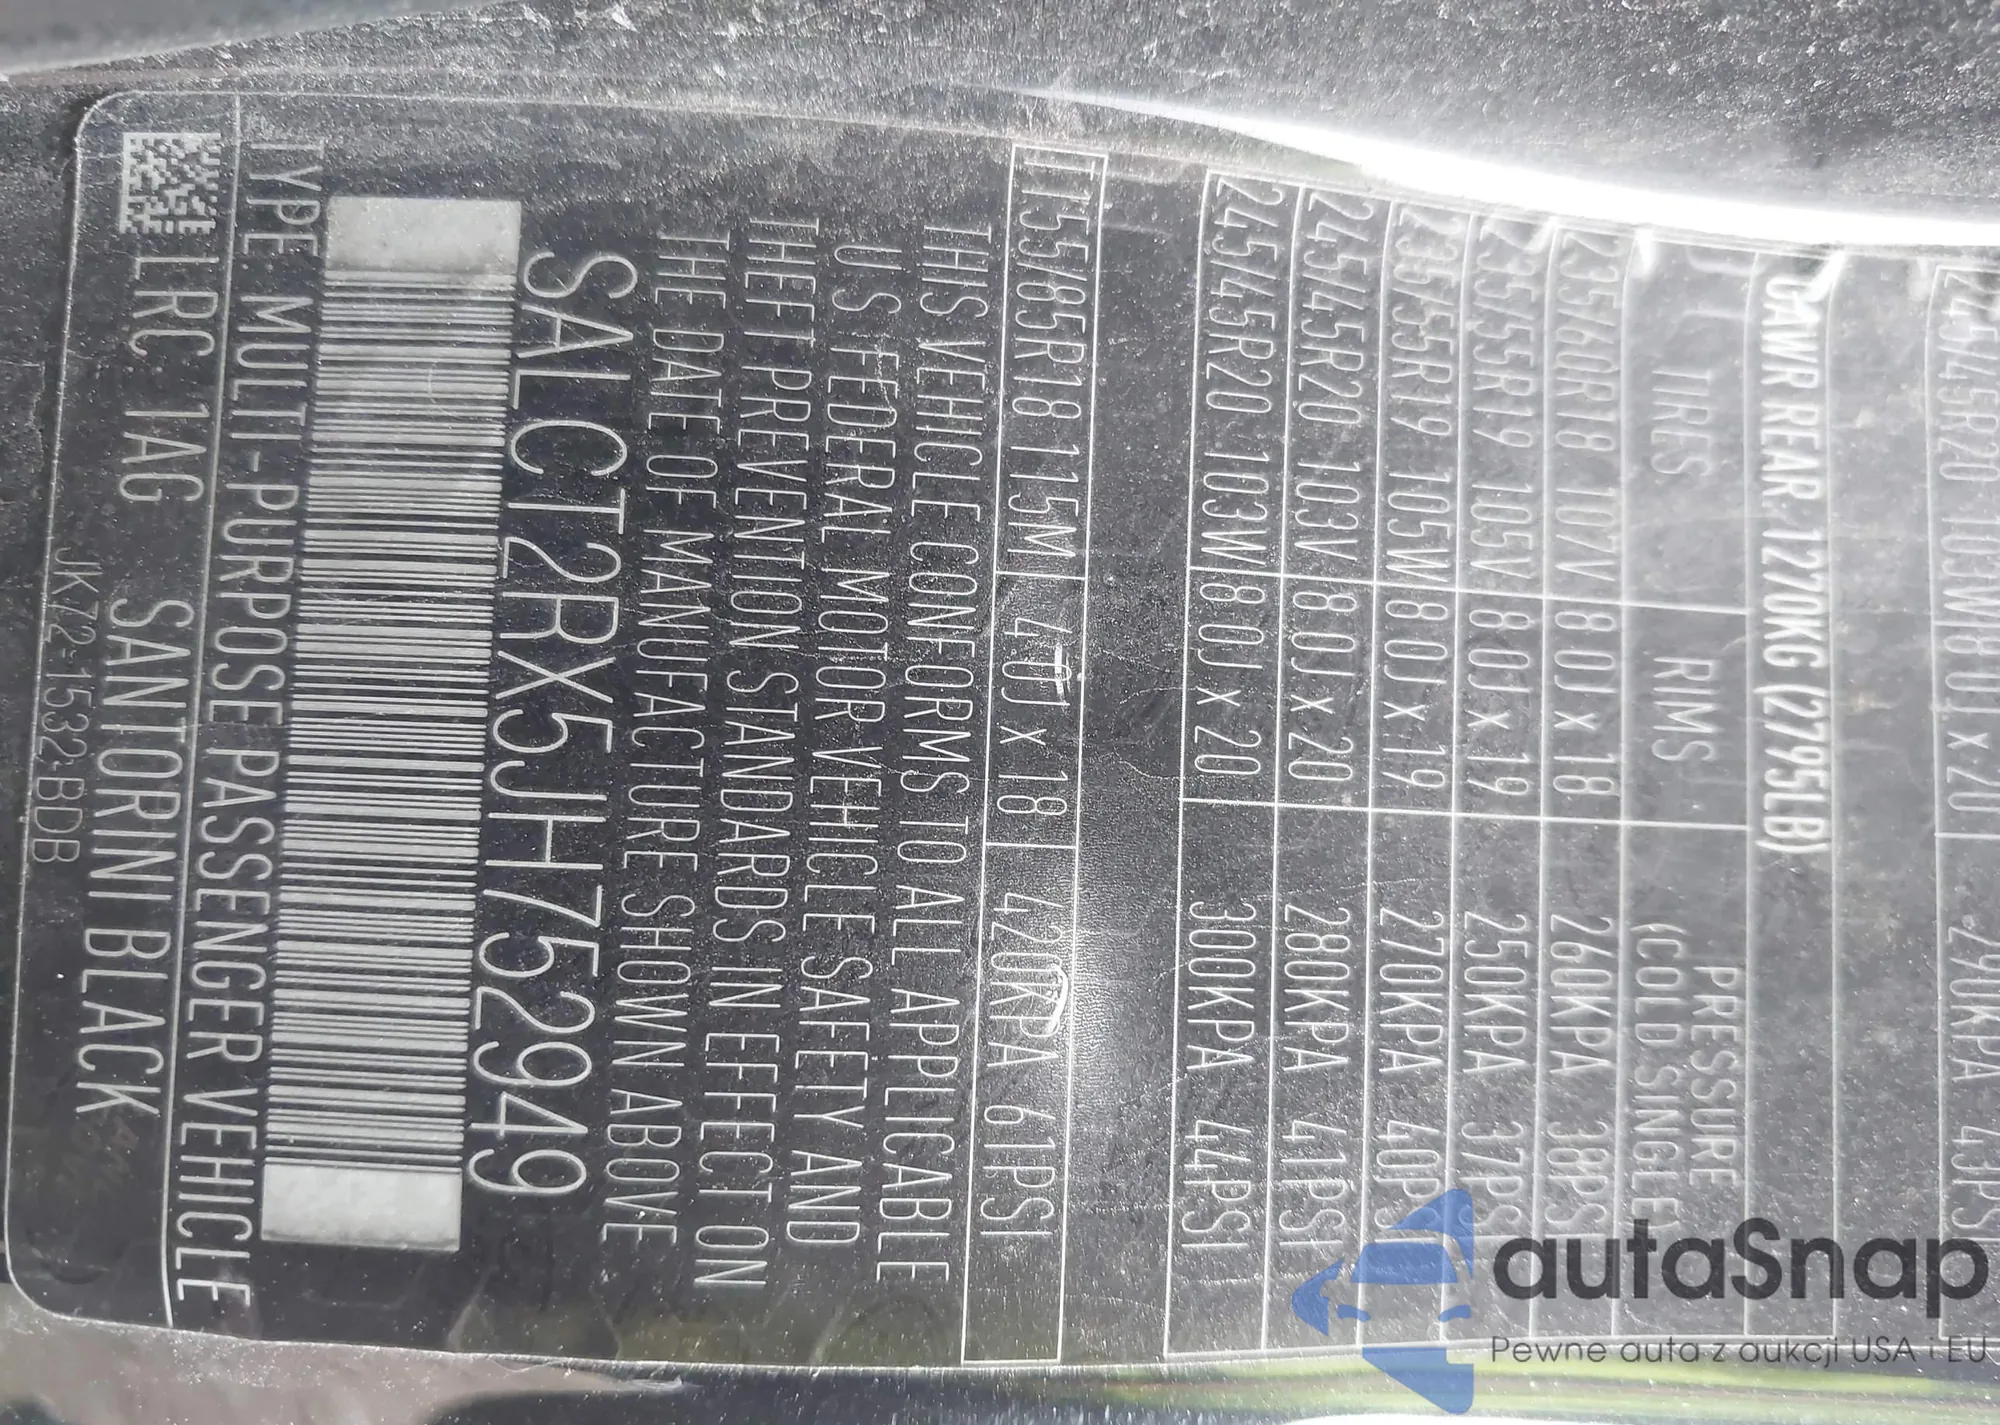 245/45R20 103W 8.0J x 20 290KPA 43PSI
GAWR REAR. 1270KG (2795LB)
TIRES RIMS PRESSURE (COLD SINGLE)
235/60R18 107V 8.0J x 18 260KPA 38PSI
235/55R19 105V 8.0J x 19 250KPA 37PSI
235/55R19 105W 8.0J x 19 270KPA 40PSI
245/45R20 103V 8.0J x 20 280KPA 41PSI
245/45R20 103W 8.0J x 20 300KPA 44PSI
T155/85R18 115M 4.0J x 18 420KPA 61PSI
THIS VEHICLE CONFORMS TO ALL APPLICABLE
U.S FEDERAL MOTOR VEHICLE SAFETY AND
THEFT PREVENTION STANDARDS IN EFFECT ON
THE DATE OF MANUFACTURE SHOWN ABOVE
SALCT2RX5JH752949
TYPE: MULTI-PURPOSE PASSENGER VEHICLE
LRC 1AG SANTORINI BLACK
JK72-1532-BDB
autaSnap
Pewne auta z aukcji USA i EU